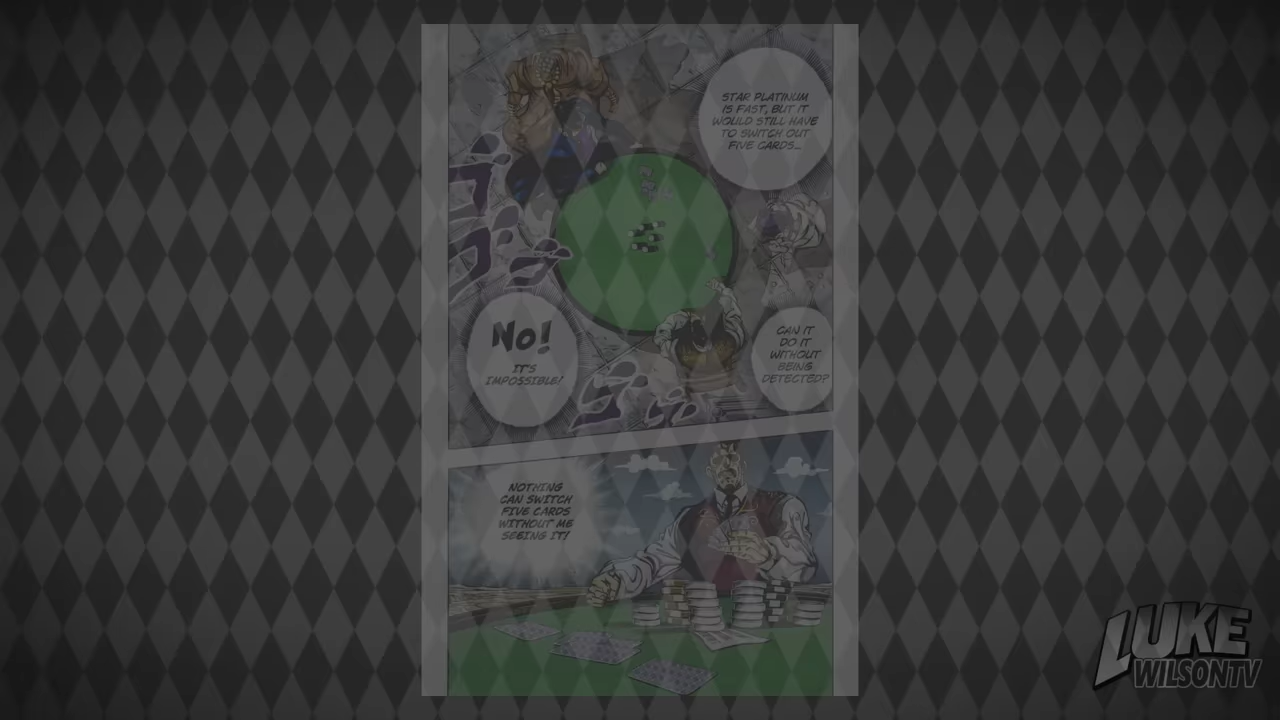 STAR PLATINUM
IS FAST, BUT IT
WOULD STILL HAVE
TO SWITCH OUT
FIVE CARDS...
NO!
IT'S
IMPOSSIBLE!
CAN IT
DO IT
WITHOUT
BEING
DETECTED?
NOTHING
CAN SWITCH
FIVE CARDS
WITHOUT ME
SEEING IT!
LUKE
WILSONTV